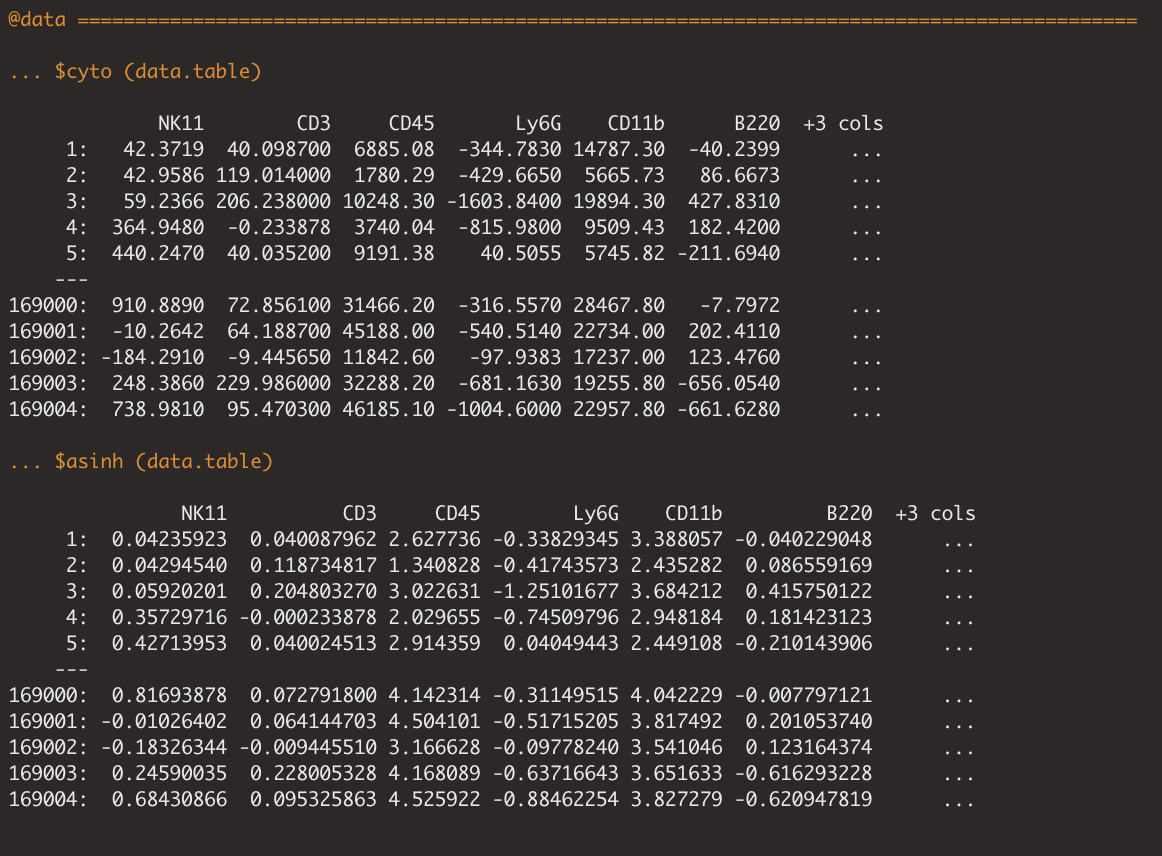 @data ============================================================================================
... $cyto (data.table)
NK11 CD3 CD45 Ly6G CD11b B220 +3 cols
1: 42.3719 40.098700 6885.08 -344.7830 14787.30 -40.2399 ...
2: 42.9586 119.014000 1780.29 -429.6650 5665.73 86.6673 ...
3: 59.2366 206.238000 10248.30 -1603.8400 19894.30 427.8310 ...
4: 364.9480 -0.233878 3740.04 -815.9800 9509.43 182.4200 ...
5: 440.2470 40.035200 9191.38 40.5055 5745.82 -211.6940 ...
---
169000: 910.8890 72.856100 31466.20 -316.5570 28467.80 -7.7972 ...
169001: -10.2642 64.188700 45188.00 -540.5140 22734.00 202.4110 ...
169002: -184.2910 -9.445650 11842.60 -97.9383 17237.00 123.4760 ...
169003: 248.3860 229.986000 32288.20 -681.1630 19255.80 -656.0540 ...
169004: 738.9810 95.470300 46185.10 -1004.6000 22957.80 -661.6280 ...
... $asinh (data.table)
NK11 CD3 CD45 Ly6G CD11b B220 +3 cols
1: 0.04235923 0.040087962 2.627736 -0.33829345 3.388057 -0.040229048 ...
2: 0.04294540 0.118734817 1.340828 -0.41743573 2.435282 0.086559169 ...
3: 0.05920201 0.204803270 3.022631 -1.25101677 3.684212 0.415750122 ...
4: 0.35729716 -0.000233878 2.029655 -0.74509796 2.948184 0.181423123 ...
5: 0.42713953 0.040024513 2.914359 0.04049443 2.449108 -0.210143906 ...
---
169000: 0.81693878 0.072791800 4.142314 -0.31149515 4.042229 -0.007797121 ...
169001: -0.01026402 0.064144703 4.504101 -0.51715205 3.817492 0.201053740 ...
169002: -0.18326344 -0.009445510 3.166628 -0.09778240 3.541046 0.123164374 ...
169003: 0.24590035 0.228005328 4.168089 -0.63716643 3.651633 -0.616293228 ...
169004: 0.68430866 0.095325863 4.525922 -0.88462254 3.827279 -0.620947819 ...